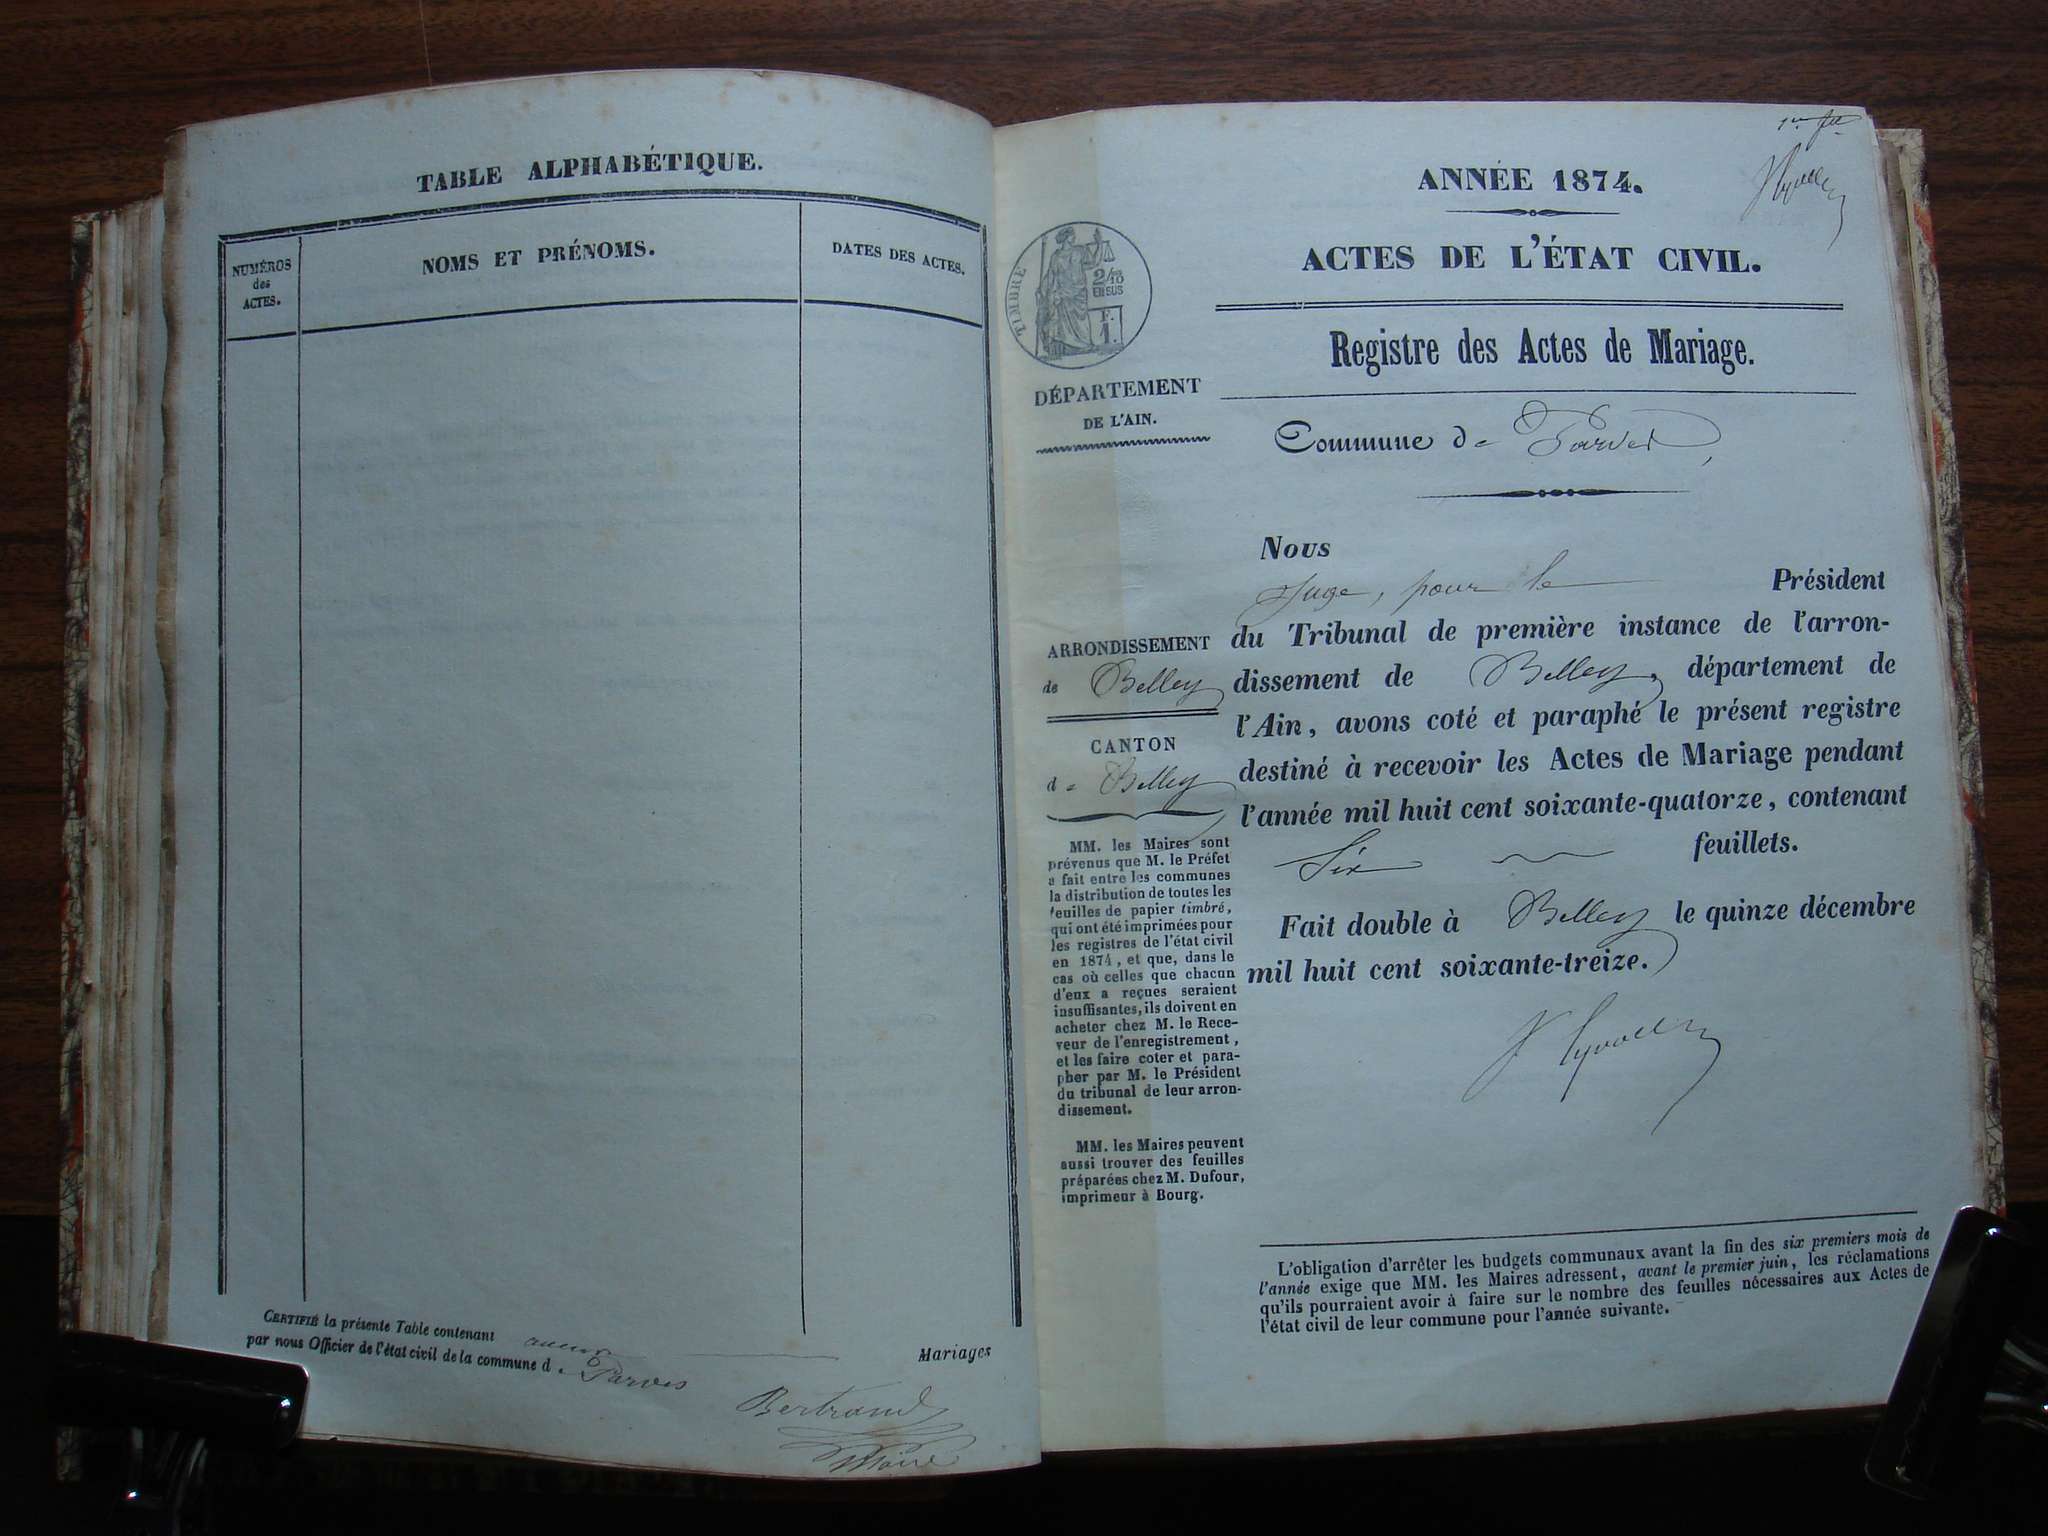 TABLE ALPHABÉTIQUE.
NUMÉROS
des
ACTES.
NOMS ET PRÉNOMS.
DATES DES ACTES.
CERTIFIÉ la présente Table contenant aucun Mariages
par nous Officier de l'état civil de la commune d e Parves
Bertrand
Maire
1er fet
ANNÉE 1874.
ACTES DE L'ÉTAT CIVIL.
TIMBRE
2/10
EN SUS
F.
1.
Registre des Actes de Mariage.
DÉPARTEMENT
DE L'AIN.
Commune de Parves,
Nous
Juge, pour le Président
du Tribunal de première instance de l'arron-
dissement de Belley, département de
l'Ain, avons coté et paraphé le présent registre
destiné à recevoir les Actes de Mariage pendant
l'année mil huit cent soixante-quatorze, contenant
Six feuillets.
Fait double à Belley le quinze décembre
mil huit cent soixante-treize.
ARRONDISSEMENT
de Belley
CANTON
de Belley
MM. les Maires sont
prévenus que M. le Préfet
a fait entre les communes
la distribution de toutes les
feuilles de papier timbré,
qui ont été imprimées pour
les registres de l'état civil
en 1874, et que, dans le
cas où celles que chacun
d'eux a reçues seraient
insuffisantes, ils doivent en
acheter chez M. le Rece-
veur de l'enregistrement,
et les faire coter et para-
pher par M. le Président
du tribunal de leur arron-
dissement.
MM. les Maires peuvent
aussi trouver des feuilles
préparées chez M. Dufour,
imprimeur à Bourg.
L'obligation d'arrêter les budgets communaux avant la fin des six premiers mois de
l'année exige que MM. les Maires adressent, avant le premier juin, les réclamations
qu'ils pourraient avoir à faire sur le nombre des feuilles nécessaires aux Actes de
l'état civil de leur commune pour l'année suivante.